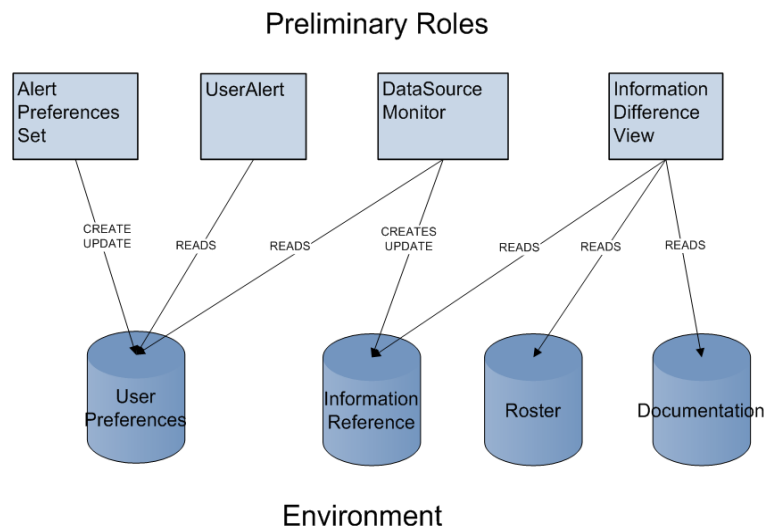 Preliminary Roles
Alert
Preferences
Set
UserAlert
DataSource
Monitor
Information
Difference
View
CREATE
UPDATE
READS
READS
CREATES
UPDATE
READS
READS
READS
User
Preferences
Information
Reference
Roster
Documentation
Environment